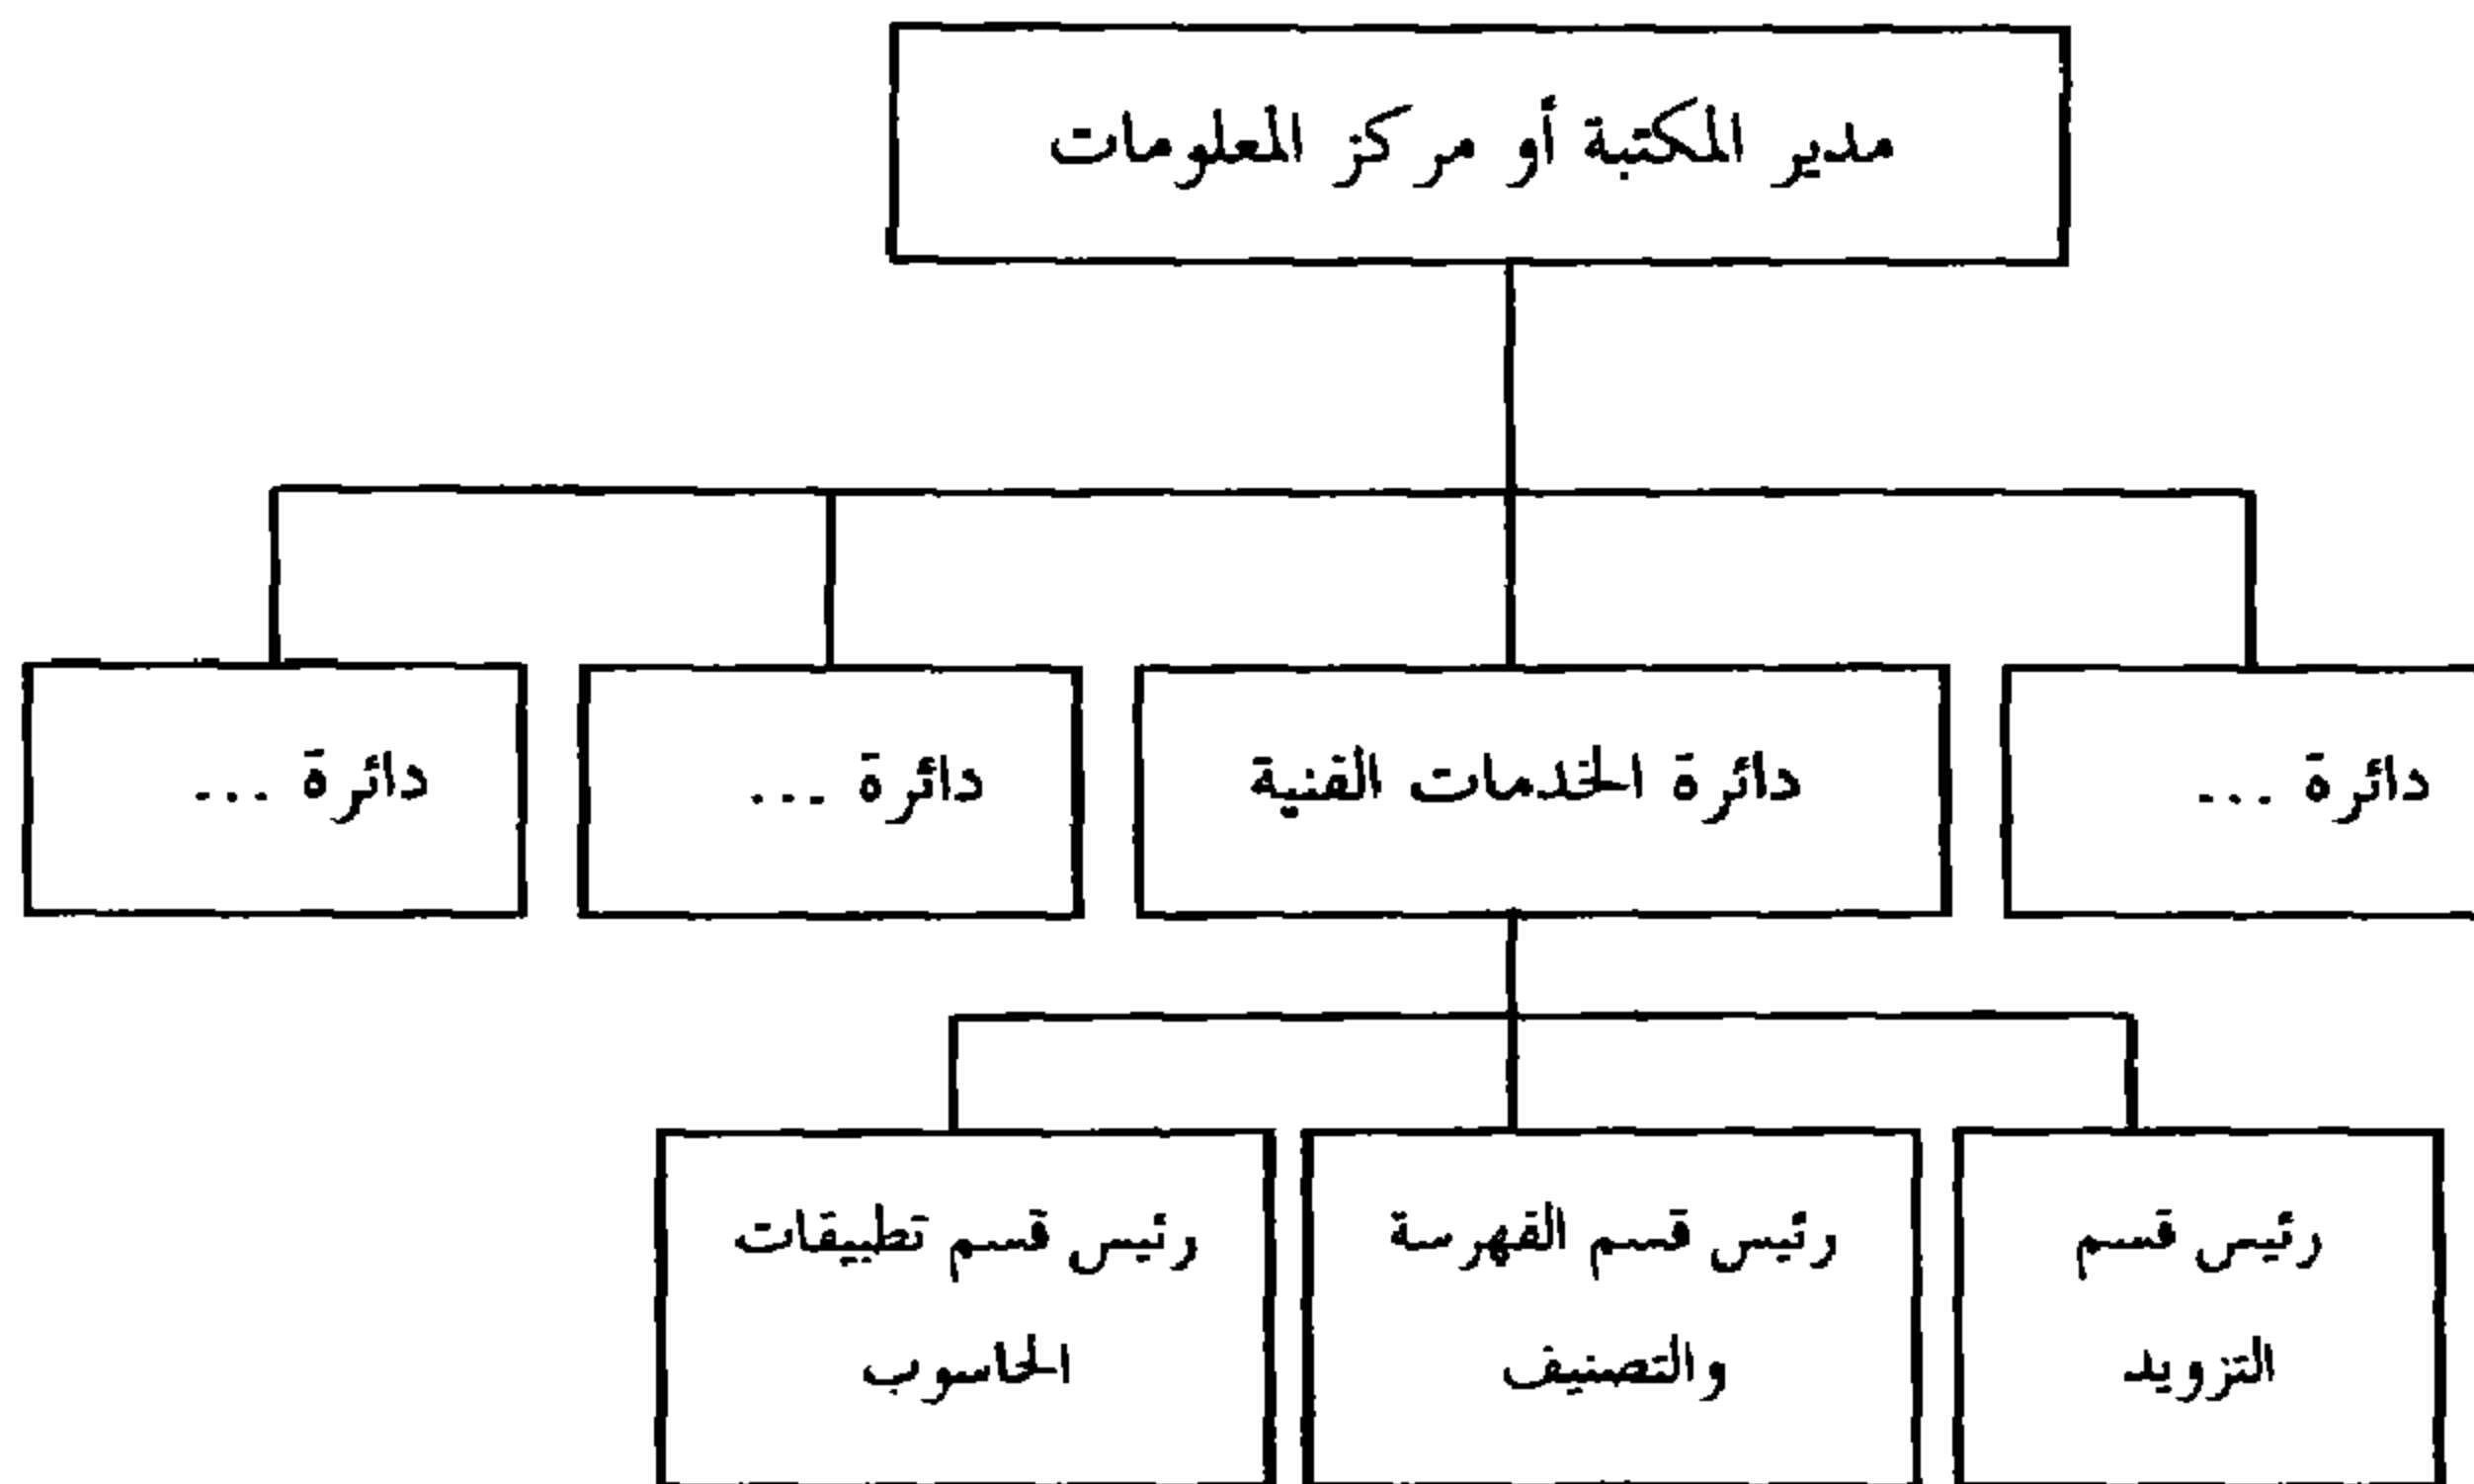 مدير المكتبة أو مركز المعلومات
دائرة ...
دائرة الخدمات الفنية
دائرة ...
دائرة ...
رئيس قسم
التزويد
رئيس قسم الفهرسة
والتصنيف
رئيس قسم تطبيقات
الحاسوب